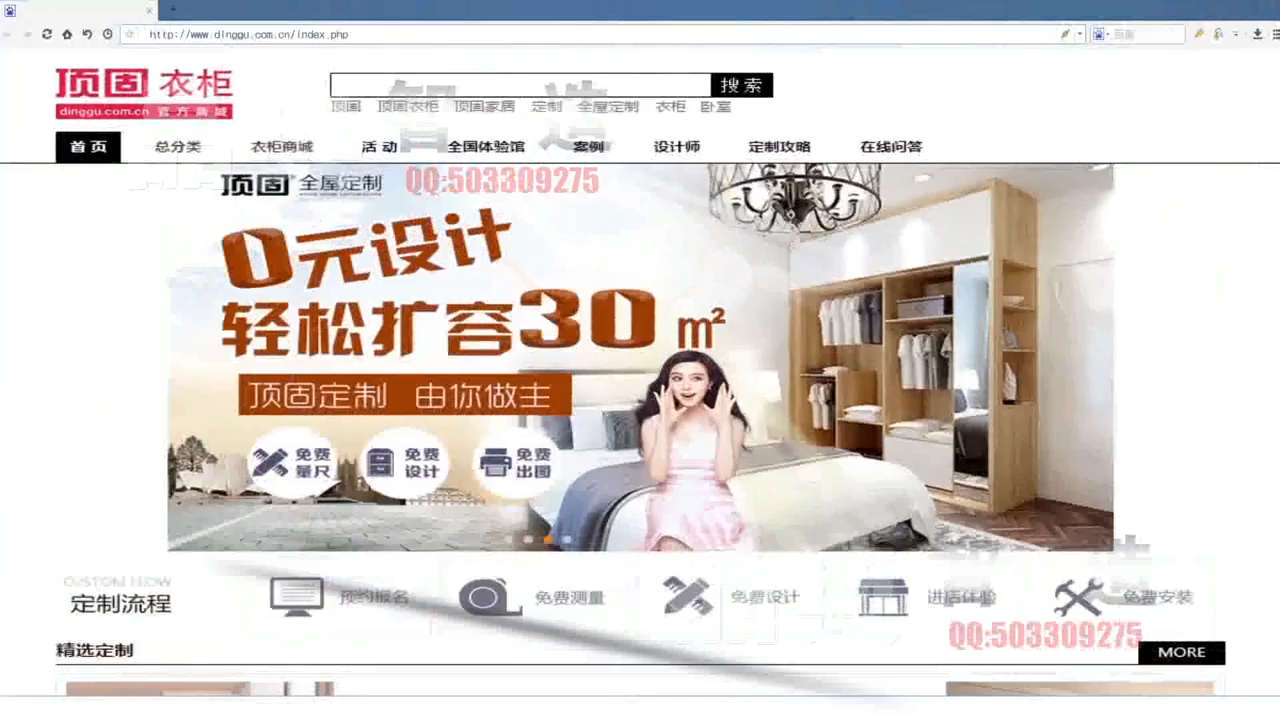 http://www.dinggu.com.cn/index.php
百度
顶固 衣柜
dinggu.com.cn 官方商城
搜索
顶固 顶固衣柜 顶固家居 定制 全屋定制 衣柜 卧室
智造
首页 总分类 衣柜商城 活动 全国体验馆 案例 设计师 定制攻略 在线问答
顶固 全屋定制
QQ:503309275
0元设计
轻松扩容30㎡
顶固定制 由你做主
免费量尺 免费设计 免费出图
CUSTOM FLOW
定制流程
预约报名 免费测量 免费设计 进店体验 免费安装
QQ:503309275
精选定制
MORE